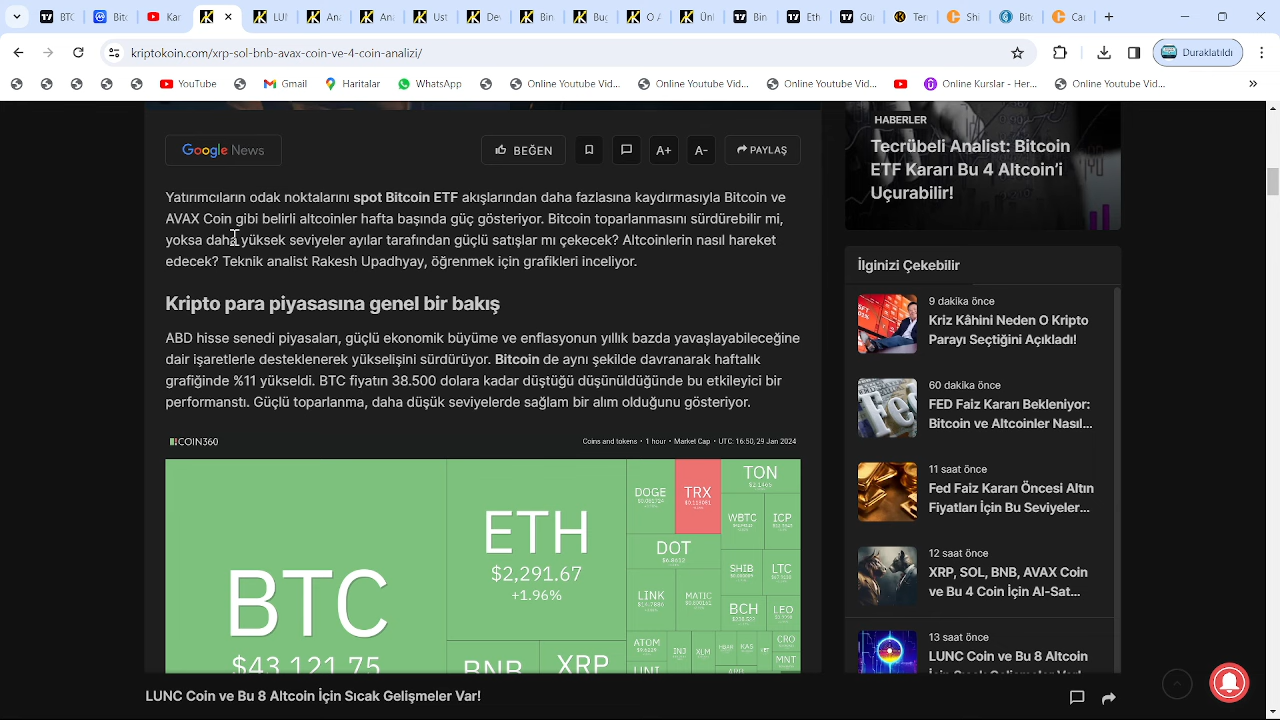 BTC
Bit
Kar
K
LUN
K
An
K
An
K
Ust
K
De
K
Bin
K
Bug
O A
K
Ün
Bit
Eth
Gü
Ter
Sh
Bit
Co
kriptokoin.com/xrp-sol-bnb-avax-coin-ve-4-coin-analizi/
Duraklatıldı
YouTube
Gmail
Haritalar
WhatsApp
Online Youtube Vid...
Online Youtube Vid...
Online Kurslar - Her...
Online Youtube Vid...
Google News
BEĞEN
A+
A-
PAYLAŞ
Yatırımcıların odak noktalarını spot Bitcoin ETF akışlarından daha fazlasına kaydırmasıyla Bitcoin ve
AVAX Coin gibi belirli altcoinler hafta başında güç gösteriyor. Bitcoin toparlanmasını sürdürebilir mi,
yoksa daha yüksek seviyeler ayılar tarafından güçlü satışlar mı çekecek? Altcoinlerin nasıl hareket
edecek? Teknik analist Rakesh Upadhyay, öğrenmek için grafikleri inceliyor.
Kripto para piyasasına genel bir bakış
ABD hisse senedi piyasaları, güçlü ekonomik büyüme ve enflasyonun yıllık bazda yavaşlayabileceğine
dair işaretlerle desteklenerek yükselişini sürdürüyor. Bitcoin de aynı şekilde davranarak haftalık
grafiğinde %11 yükseldi. BTC fiyatın 38.500 dolara kadar düştüğü düşünüldüğünde bu etkileyici bir
performanstı. Güçlü toparlanma, daha düşük seviyelerde sağlam bir alım olduğunu gösteriyor.
COIN360
Coins and tokens • 1 hour • Market Cap • UTC: 16:50, 29 Jan 2024
BTC
$43,121.75
ETH
$2,291.67
+1.96%
BNB
XRP
DOGE
TRX
TON
DOT
WBTC
ICP
LINK
MATIC
SHIB
LTC
BCH
LEO
ATOM
IN3
XLM
KAS
CRO
UNI
MNT
HABERLER
Tecrübeli Analist: Bitcoin
ETF Kararı Bu 4 Altcoin'i
Uçurabilir!
İlginizi Çekebilir
9 dakika önce
Kriz Kâhini Neden O Kripto
Parayı Seçtiğini Açıkladı!
60 dakika önce
FED Faiz Kararı Bekleniyor:
Bitcoin ve Altcoinler Nasıl...
11 saat önce
Fed Faiz Kararı Öncesi Altın
Fiyatları İçin Bu Seviyeler...
12 saat önce
XRP, SOL, BNB, AVAX Coin
ve Bu 4 Coin İçin Al-Sat...
13 saat önce
LUNC Coin ve Bu 8 Altcoin
LUNC Coin ve Bu 8 Altcoin İçin Sıcak Gelişmeler Var!